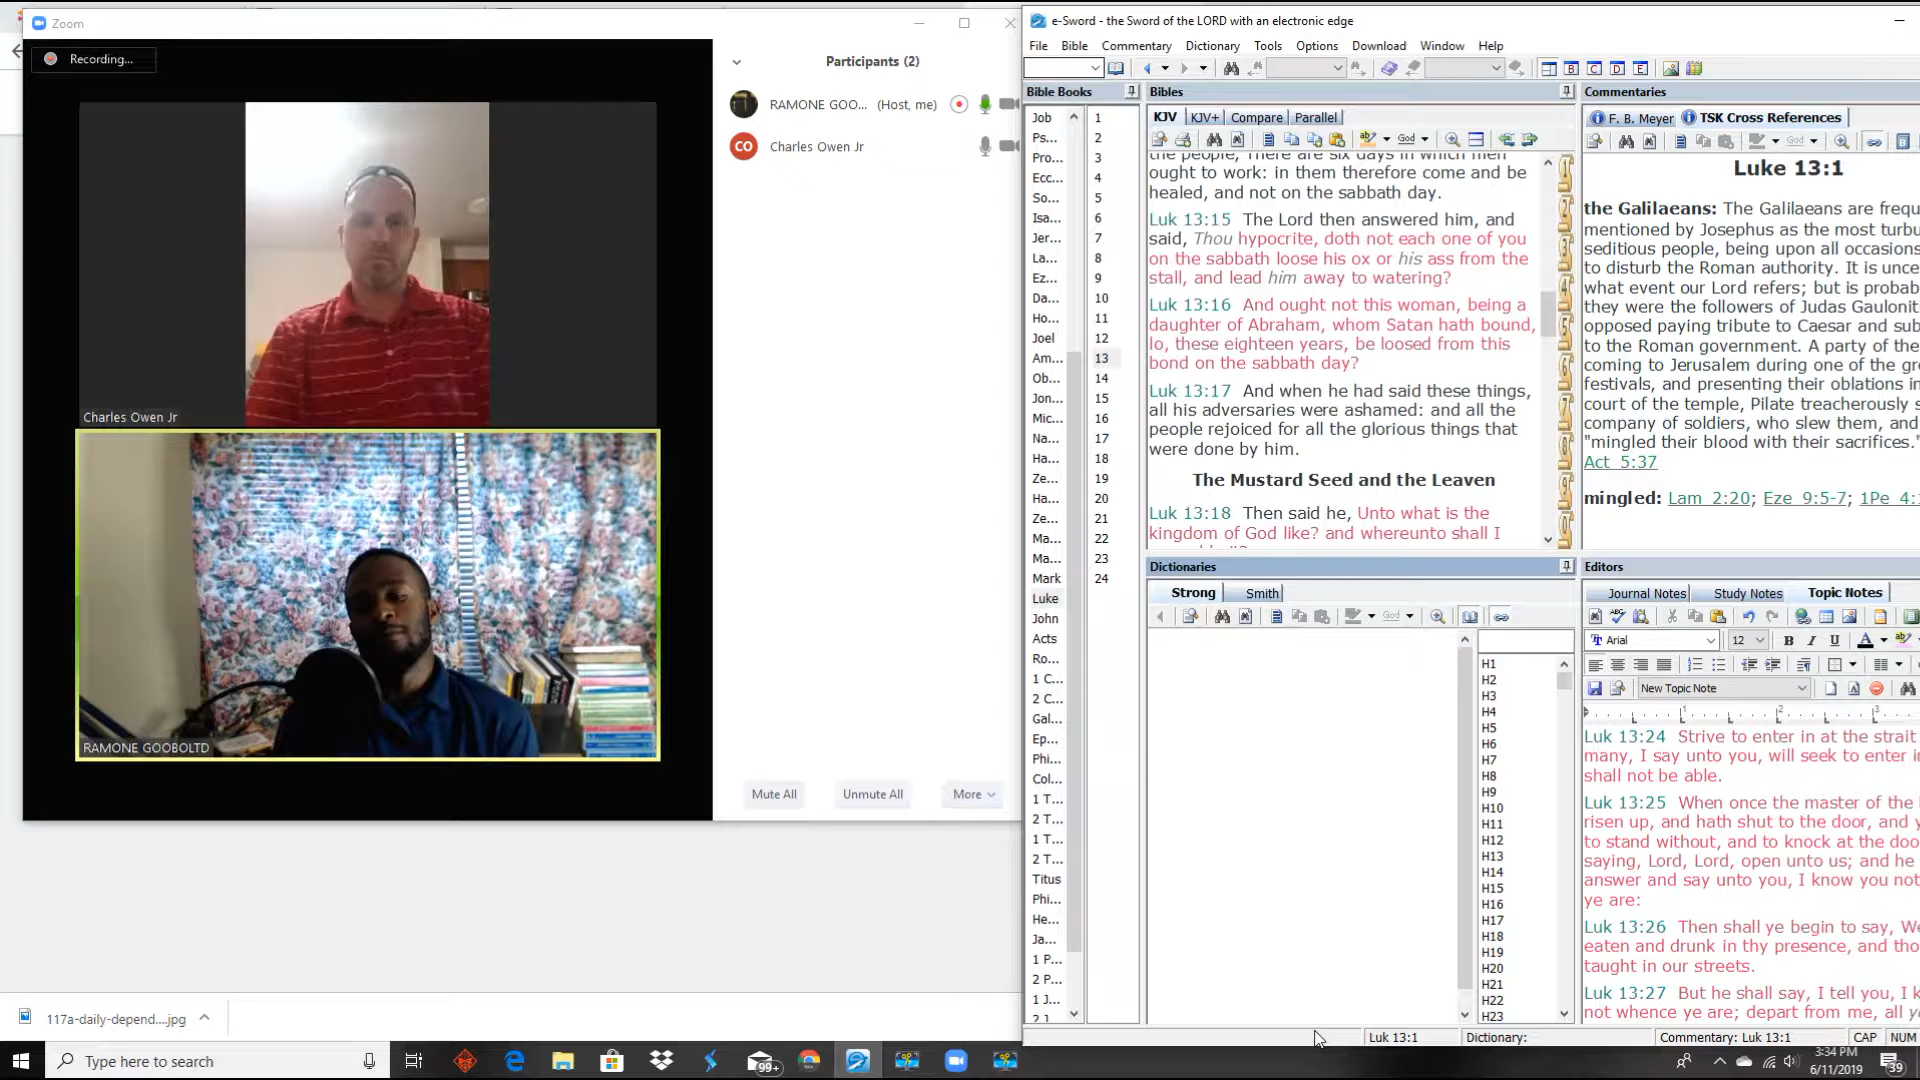 Zoom
Recording...
Charles Owen Jr
RAMONE GOOBOLTD
Participants (2)
RAMONE GOO... (Host, me)
CO Charles Owen Jr
Mute All
Unmute All
More
e-Sword - the Sword of the LORD with an electronic edge
File Bible Commentary Dictionary Tools Options Download Window Help
B C D E
Bible Books
Job
Ps...
Pro...
Ecc...
So...
Isa...
Jer...
La...
Ez...
Da...
Ho...
Joel
Am...
Ob...
Jon...
Mic...
Na...
Ha...
Ze...
Ha...
Ze...
Ma...
Ma...
Mark
Luke
John
Acts
Ro...
1 C...
2 C...
Gal...
Ep...
Phi...
Col...
1 T...
2 T...
1 T...
2 T...
Titus
Phi...
He...
Ja...
1 P...
2 P...
1 J...
1
2
3
4
5
6
7
8
9
10
11
12
13
14
15
16
17
18
19
20
21
22
23
24
Bibles
KJV KJV+ Compare Parallel
God
the people, There are six days in which men
ought to work: in them therefore come and be
healed, and not on the sabbath day.
Luk 13:15 The Lord then answered him, and
said, Thou hypocrite, doth not each one of you
on the sabbath loose his ox or his ass from the
stall, and lead him away to watering?
Luk 13:16 And ought not this woman, being a
daughter of Abraham, whom Satan hath bound,
lo, these eighteen years, be loosed from this
bond on the sabbath day?
Luk 13:17 And when he had said these things,
all his adversaries were ashamed: and all the
people rejoiced for all the glorious things that
were done by him.
The Mustard Seed and the Leaven
Luk 13:18 Then said he, Unto what is the
kingdom of God like? and whereunto shall I
Commentaries
F. B. Meyer TSK Cross References
God
Luke 13:1
the Galilaeans: The Galilaeans are frequ
mentioned by Josephus as the most turbu
seditious people, being upon all occasions
to disturb the Roman authority. It is unce
what event our Lord refers; but is probab
they were the followers of Judas Gaulonit
opposed paying tribute to Caesar and sub
to the Roman government. A party of the
coming to Jerusalem during one of the gre
festivals, and presenting their oblations in
court of the temple, Pilate treacherously s
company of soldiers, who slew them, and
"mingled their blood with their sacrifices."
Act 5:37
mingled: Lam 2:20; Eze 9:5-7; 1Pe 4:
Dictionaries
Strong Smith
God
H1
H2
H3
H4
H5
H6
H7
H8
H9
H10
H11
H12
H13
H14
H15
H16
H17
H18
H19
H20
H21
H22
H23
Editors
Journal Notes Study Notes Topic Notes
Arial 12 B I U A
New Topic Note
1 2 3
Luk 13:24 Strive to enter in at the strait
many, I say unto you, will seek to enter i
shall not be able.
Luk 13:25 When once the master of the
risen up, and hath shut to the door, and y
to stand without, and to knock at the doo
saying, Lord, Lord, open unto us; and he
answer and say unto you, I know you not
ye are:
Luk 13:26 Then shall ye begin to say, We
eaten and drunk in thy presence, and tho
taught in our streets.
Luk 13:27 But he shall say, I tell you, I k
not whence ye are; depart from me, all y
Luk 13:1 Dictionary: Commentary: Luk 13:1 CAP NUM
117a-daily-depend....jpg
Type here to search
99+
3:34 PM
6/11/2019
39